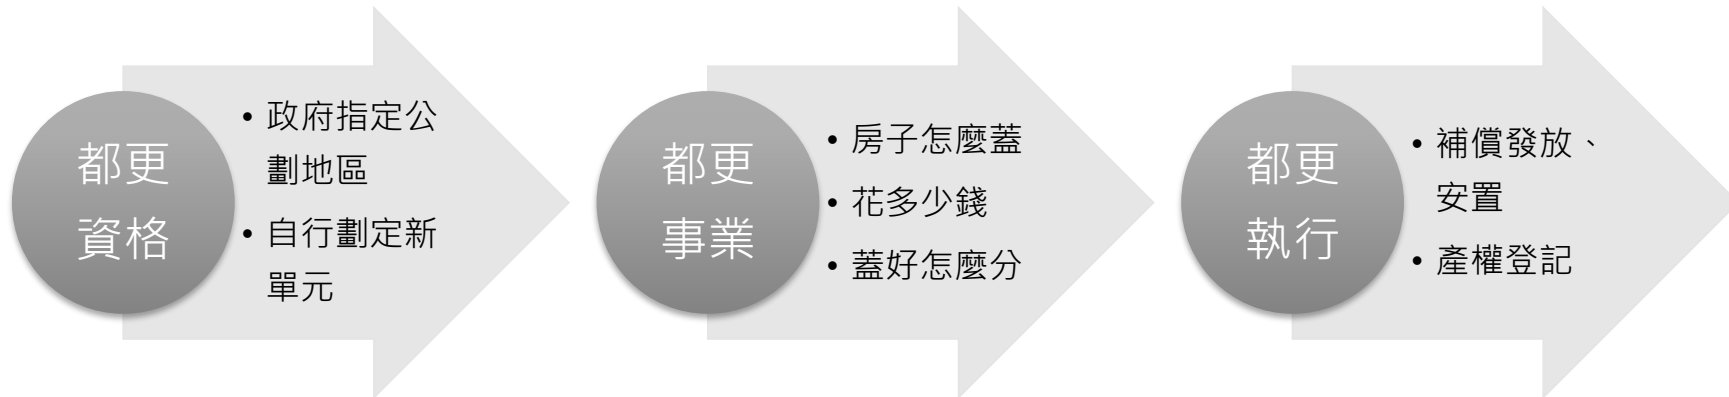 都更
資格
• 政府指定公
劃地區
• 自行劃定新
單元
都更
事業
• 房子怎麼蓋
• 花多少錢
• 蓋好怎麼分
都更
執行
• 補償發放、
安置
• 產權登記